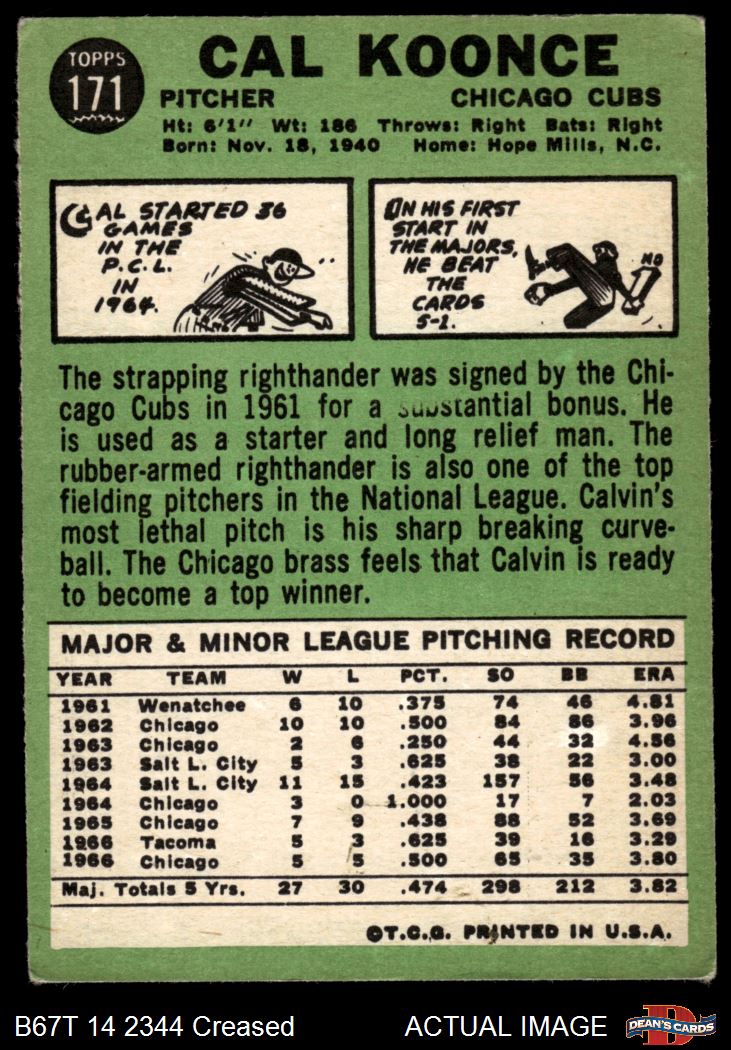 TOPPS
171
CAL KOONCE
PITCHER CHICAGO CUBS
Ht: 6'1" Wt: 186 Throws: Right Bats: Right
Born: Nov. 18, 1940 Home: Hope Mills, N.C.
CAL STARTED 36
GAMES
IN THE
P.C.L.
IN
1964.
ON HIS FIRST
START IN
THE MAJORS,
HE BEAT
THE
CARDS
5-1.
NO
The strapping righthander was signed by the Chi-
cago Cubs in 1961 for a substantial bonus. He
is used as a starter and long relief man. The
rubber-armed righthander is also one of the top
fielding pitchers in the National League. Calvin's
most lethal pitch is his sharp breaking curve-
ball. The Chicago brass feels that Calvin is ready
to become a top winner.
MAJOR & MINOR LEAGUE PITCHING RECORD
YEAR TEAM W L PCT. SO BB ERA
1961 Wenatchee 6 10 .375 74 46 4.81
1962 Chicago 10 10 .500 84 86 3.96
1963 Chicago 2 6 .250 44 32 4.56
1963 Salt L. City 5 3 .625 38 22 3.00
1964 Salt L. City 11 15 .423 157 56 3.48
1964 Chicago 3 0 1.000 17 7 2.03
1965 Chicago 7 9 .438 88 52 3.69
1966 Tacoma 5 3 .625 39 16 3.29
1966 Chicago 5 5 .500 65 35 3.80
Maj. Totals 5 Yrs. 27 30 .474 298 212 3.82
©T.C.G. PRINTED IN U.S.A.
B67T 14 2344 Creased ACTUAL IMAGE
DEAN'S CARDS